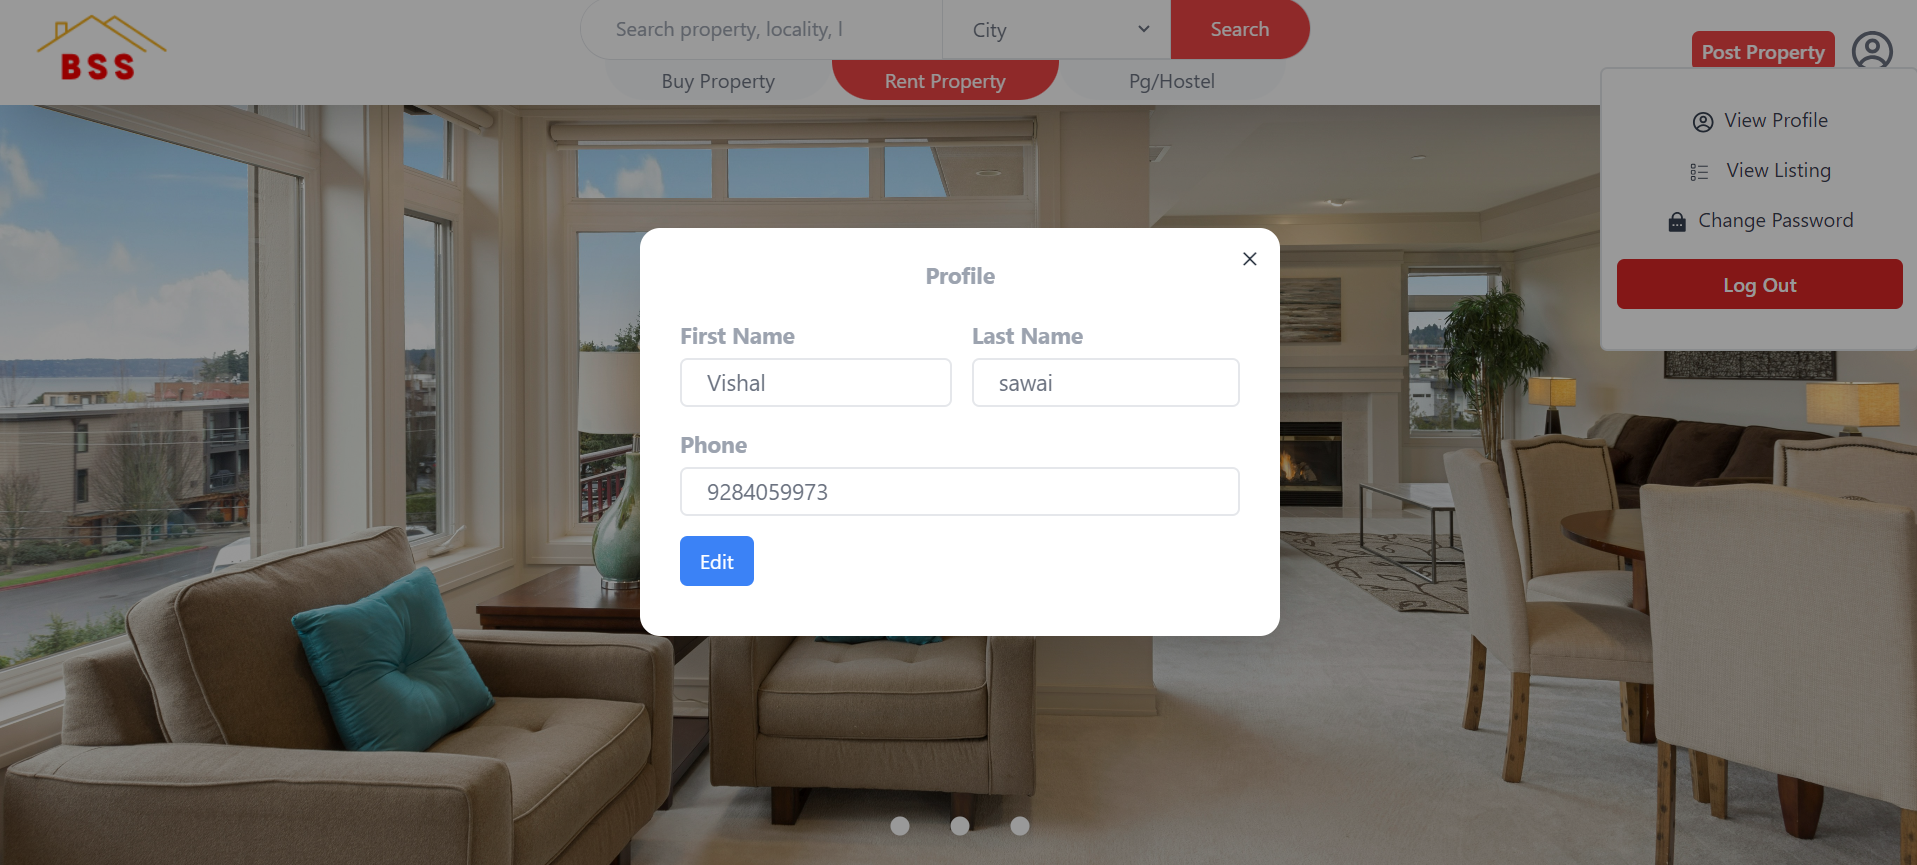 BSS
Search property, locality, l
City
Search
Buy Property
Rent Property
Pg/Hostel
Post Property
View Profile
View Listing
Change Password
Log Out
Profile
First Name
Last Name
Vishal
sawai
Phone
9284059973
Edit